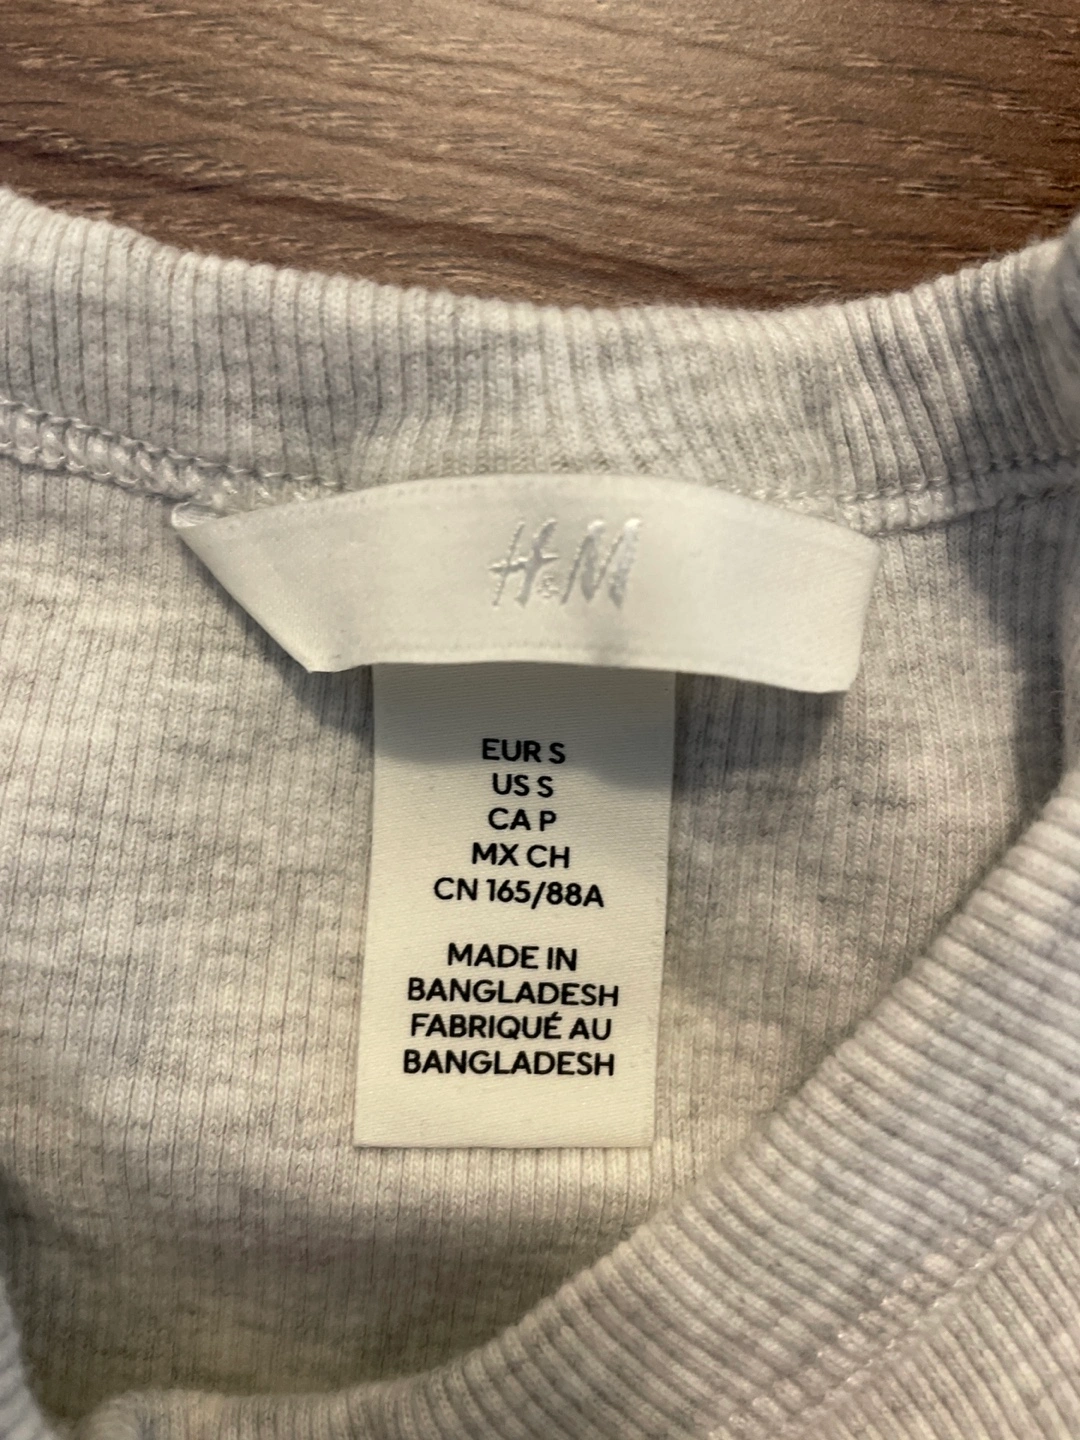 H&M
EUR S
US S
CA P
MX CH
CN 165/88A
MADE IN
BANGLADESH
FABRIQUÉ AU
BANGLADESH